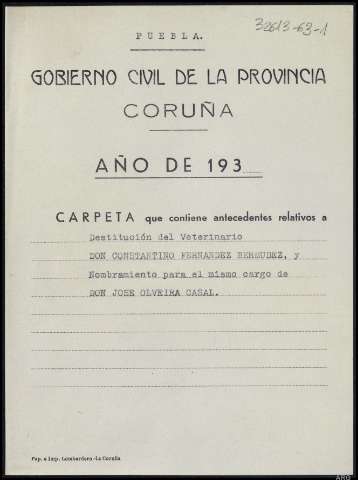 32613-63-1
PUEBLA.
GOBIERNO CIVIL DE LA PROVINCIA
CORUÑA
AÑO DE 193
CARPETA que contiene antecedentes relativos a
Destitución del Veterinario
DON CONSTANTINO FERNANDEZ BERMUDEZ, y
Nombramiento para el mismo cargo de
DON JOSE OLVEIRA CASAL.
Pap. e Imp. Lombardero.-La Coruña
ARG